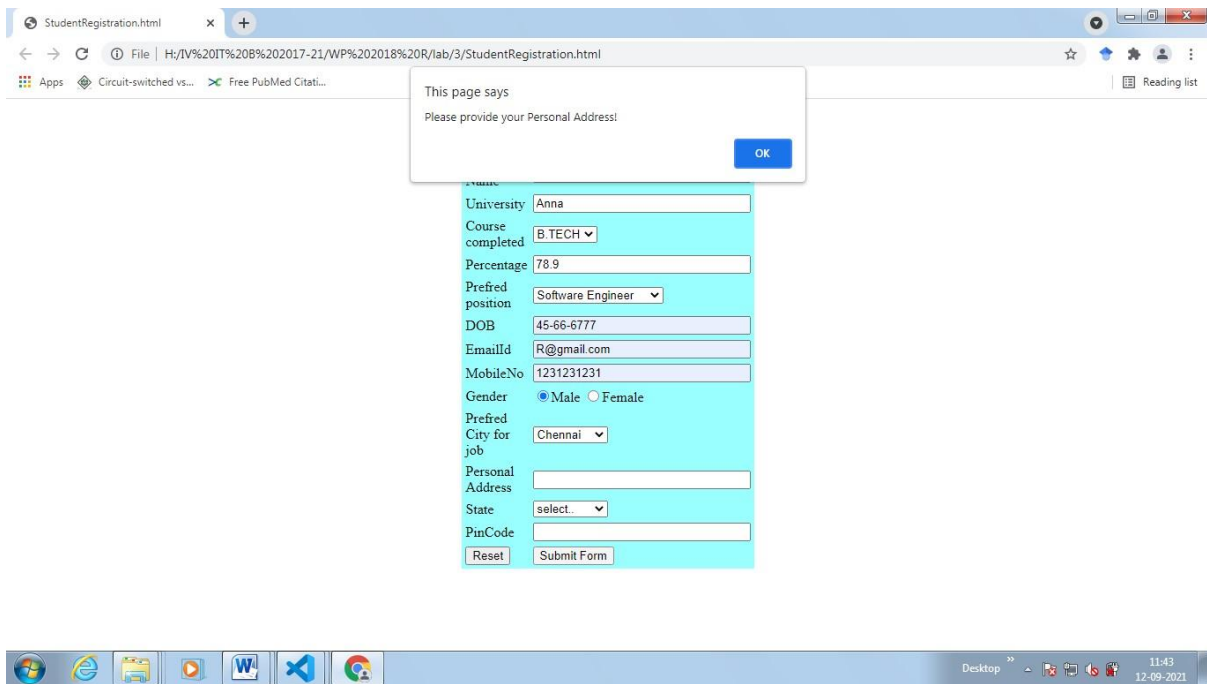 StudentRegistration.html
File | H:/IV%20IT%20B%202017-21/WP%202018%20R/lab/3/StudentRegistration.html
Apps Circuit-switched vs... Free PubMed Citati... Reading list
This page says
Please provide your Personal Address!
OK
Name
University Anna
Course
completed B.TECH
Percentage 78.9
Prefred
position Software Engineer
DOB 45-66-6777
EmailId R@gmail.com
MobileNo 1231231231
Gender Male Female
Prefred
City for
job Chennai
Personal
Address
State select..
PinCode
Reset Submit Form
Desktop 11:43
12-09-2021